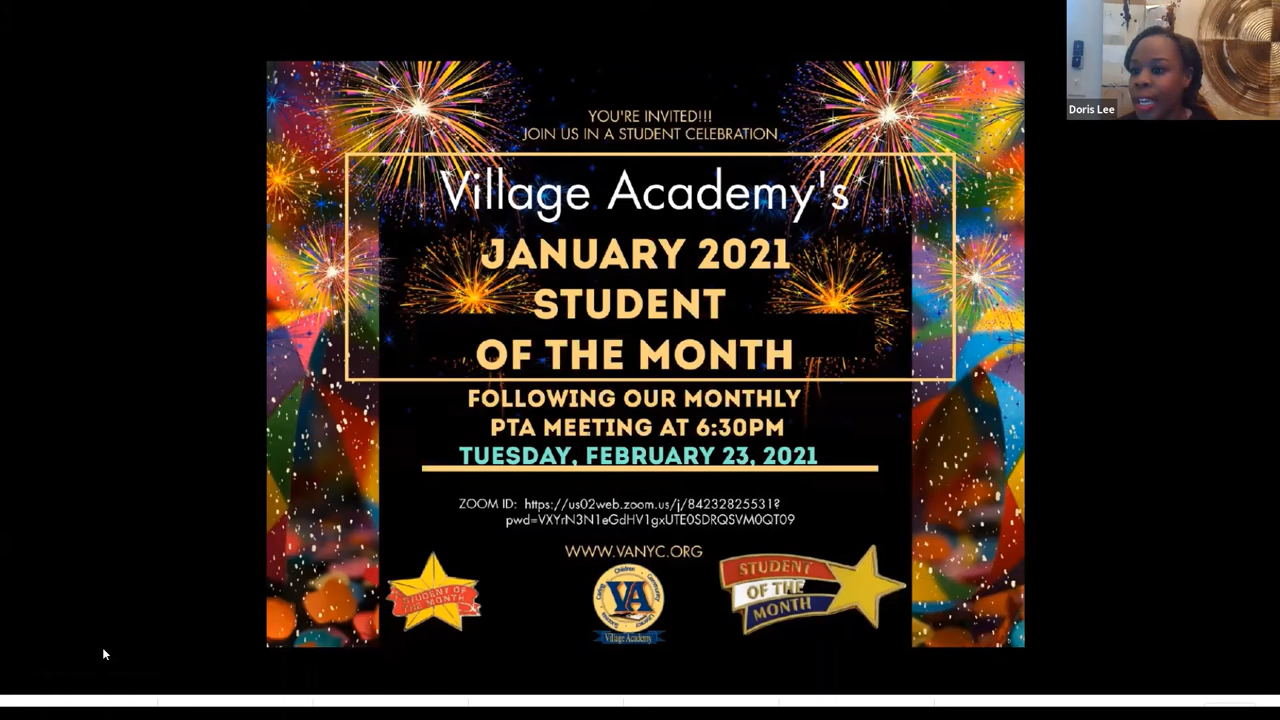 Doris Lee
YOU'RE INVITED!!!
JOIN US IN A STUDENT CELEBRATION
Village Academy's
JANUARY 2021
STUDENT
OF THE MONTH
FOLLOWING OUR MONTHLY
PTA MEETING AT 6:30PM
TUESDAY, FEBRUARY 23, 2021
ZOOM ID: https://us02web.zoom.us/j/84232825531?
pwd=VXYrN3N1eGdHV1gxUTE0SDRQSVM0QT09
WWW.VANYC.ORG
STUDENT OF
THE MONTH
Children Community
VA
Village Academy
STUDENT
OF THE
MONTH